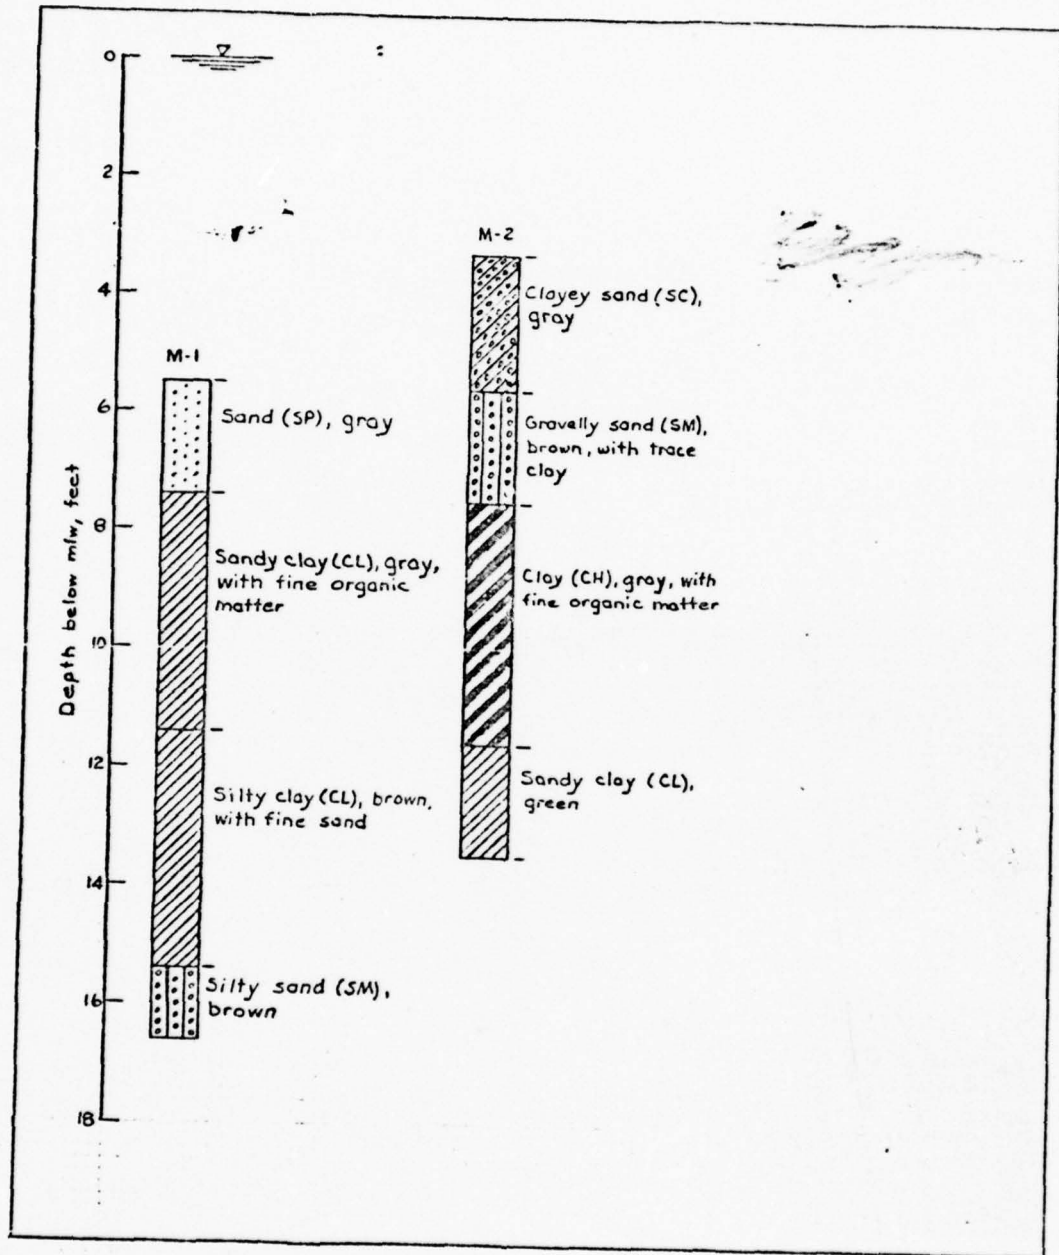 0
2
4
6
8
10
12
14
16
18
Depth below mlw, feet
M-1
Sand (SP), gray
Sandy clay (CL), gray,
with fine organic
matter
Silty clay (CL), brown,
with fine sand
Silty sand (SM),
brown
M-2
Clayey sand (SC),
gray
Gravelly sand (SM),
brown, with trace
clay
Clay (CH), gray, with
fine organic matter
Sandy clay (CL),
green